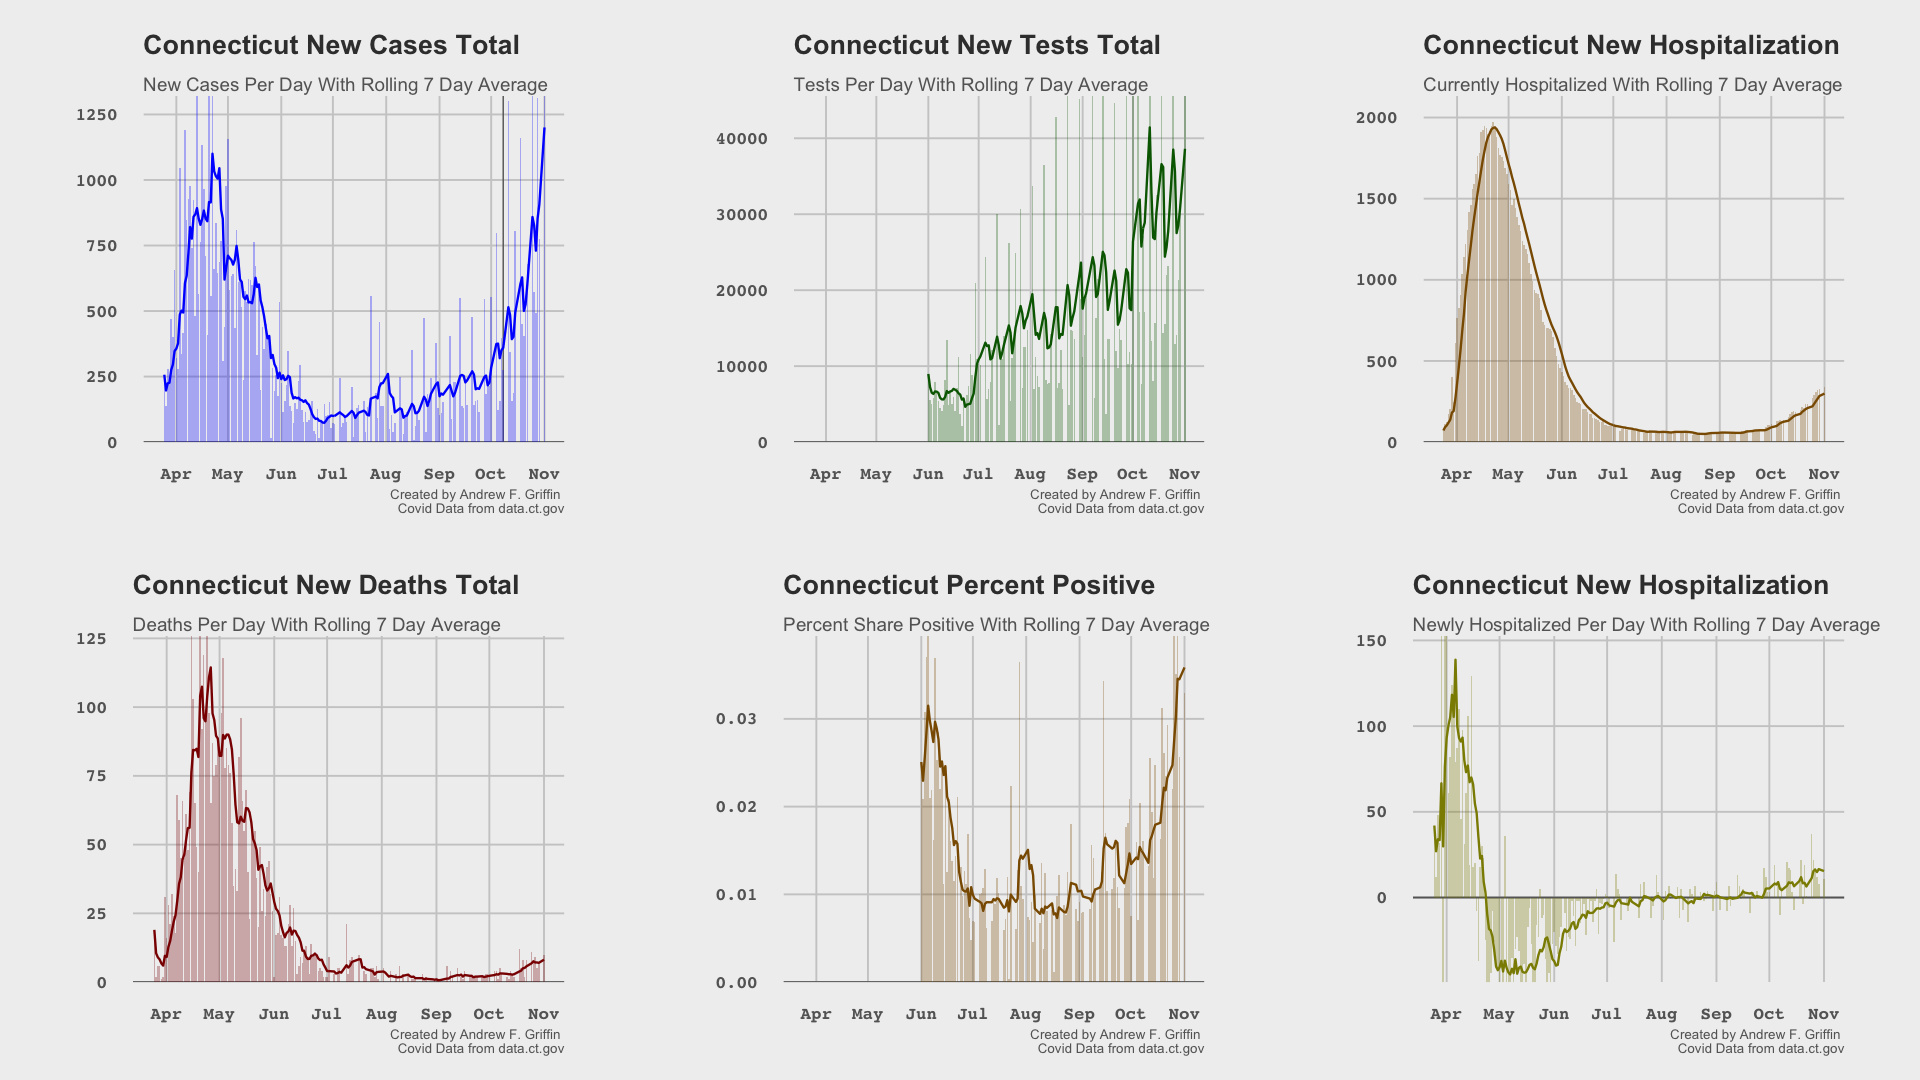 Connecticut New Cases Total
New Cases Per Day With Rolling 7 Day Average
1250
1000
750
500
250
0
Apr May Jun Jul Aug Sep Oct Nov
Created by Andrew F. Griffin
Covid Data from data.ct.gov
Connecticut New Tests Total
Tests Per Day With Rolling 7 Day Average
40000
30000
20000
10000
0
Apr May Jun Jul Aug Sep Oct Nov
Created by Andrew F. Griffin
Covid Data from data.ct.gov
Connecticut New Hospitalization
Currently Hospitalized With Rolling 7 Day Average
2000
1500
1000
500
0
Apr May Jun Jul Aug Sep Oct Nov
Created by Andrew F. Griffin
Covid Data from data.ct.gov
Connecticut New Deaths Total
Deaths Per Day With Rolling 7 Day Average
125
100
75
50
25
0
Apr May Jun Jul Aug Sep Oct Nov
Created by Andrew F. Griffin
Covid Data from data.ct.gov
Connecticut Percent Positive
Percent Share Positive With Rolling 7 Day Average
0.03
0.02
0.01
0.00
Apr May Jun Jul Aug Sep Oct Nov
Created by Andrew F. Griffin
Covid Data from data.ct.gov
Connecticut New Hospitalization
Newly Hospitalized Per Day With Rolling 7 Day Average
150
100
50
0
Apr May Jun Jul Aug Sep Oct Nov
Created by Andrew F. Griffin
Covid Data from data.ct.gov